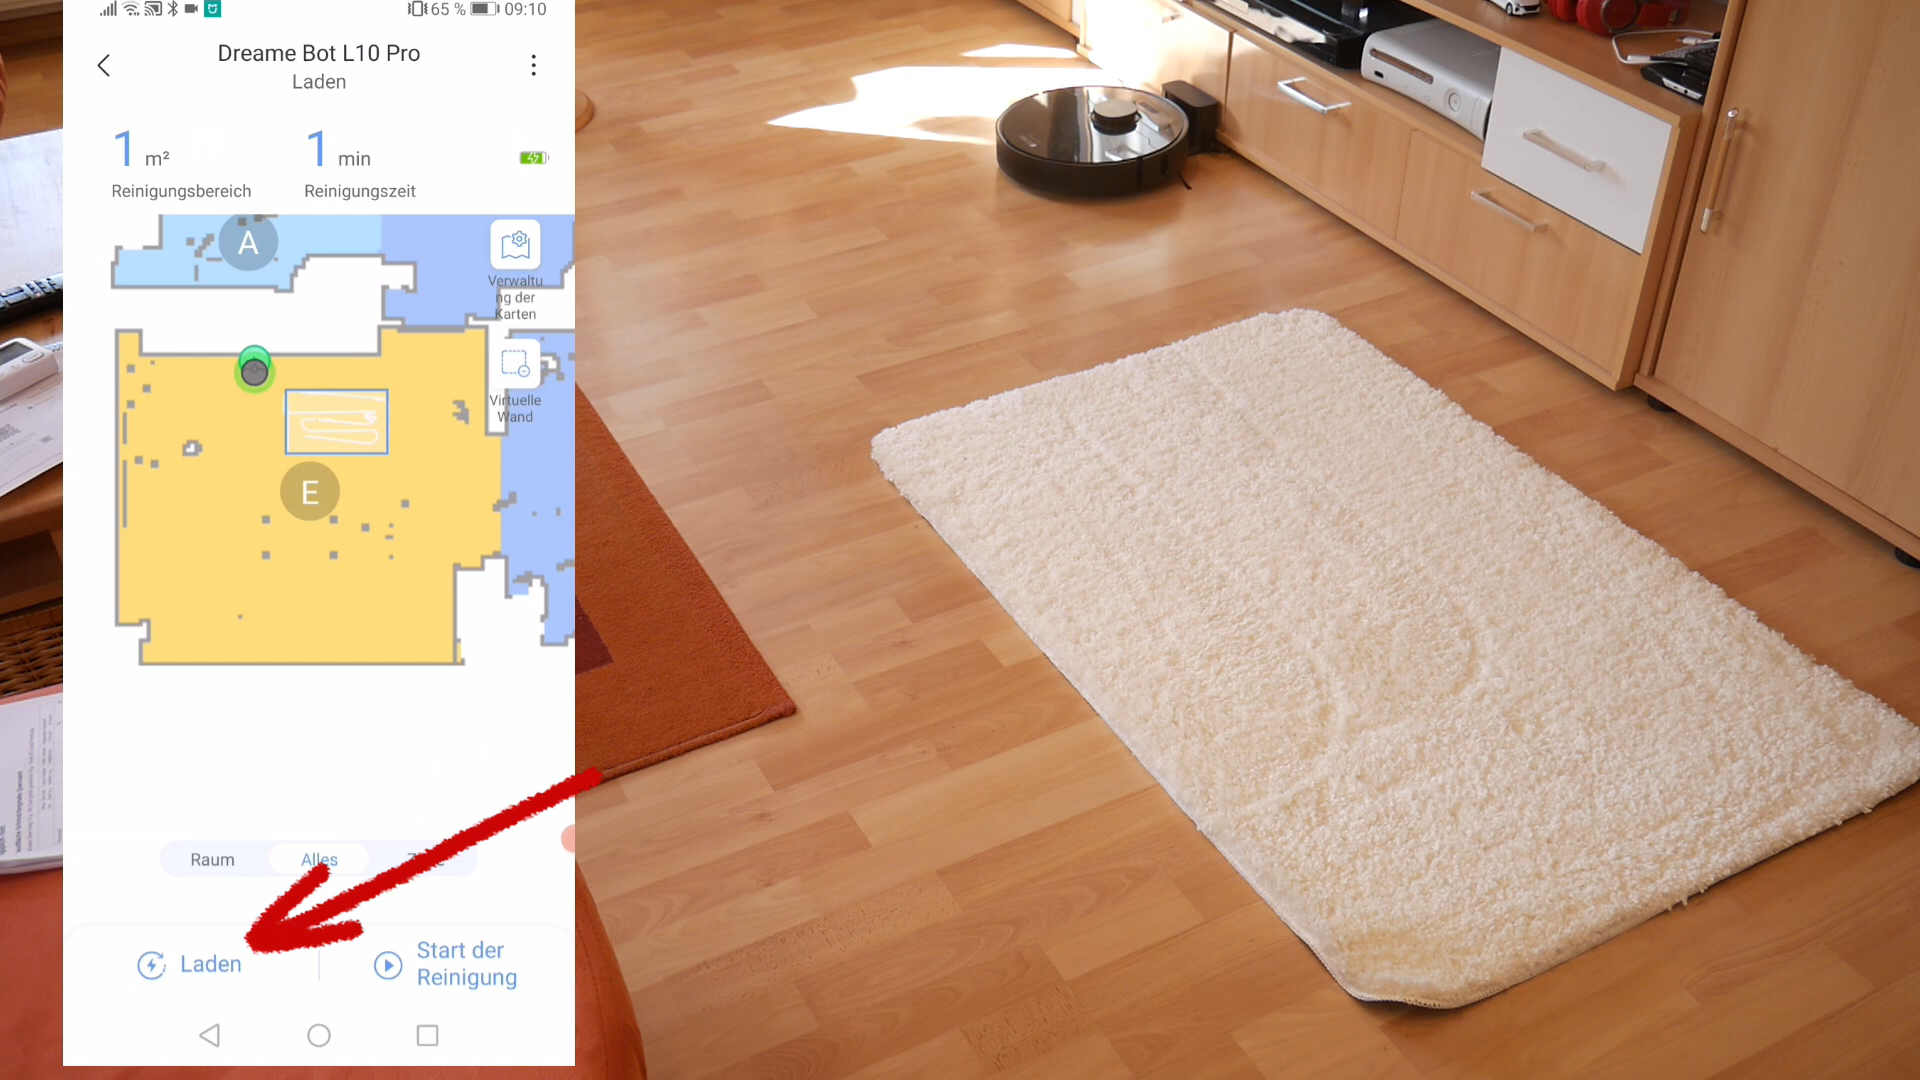 65 % 09:10
Dreame Bot L10 Pro
Laden
1 m² 1 min
Reinigungsbereich Reinigungszeit
A
Verwaltu
ng der
Karten
Virtuelle
Wand
E
Raum Alles
Laden
Start der
Reinigung